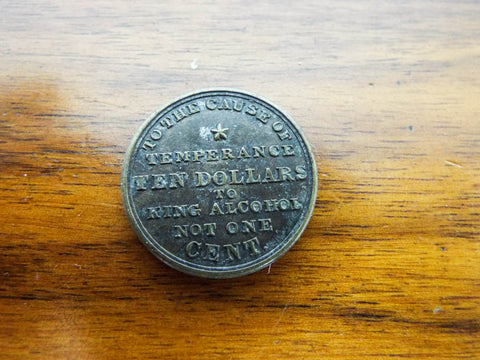 TO THE CAUSE OF
TEMPERANCE
TEN DOLLARS
TO
KING ALCOHOL
NOT ONE
CENT.